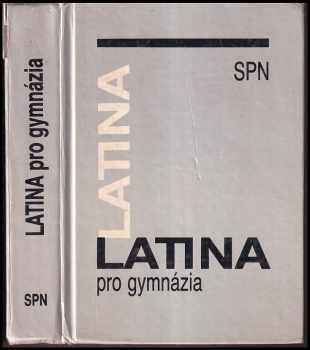 LATINA pro gymnázia
SPN
SPN
LATINA
LATINA
pro gymnázia